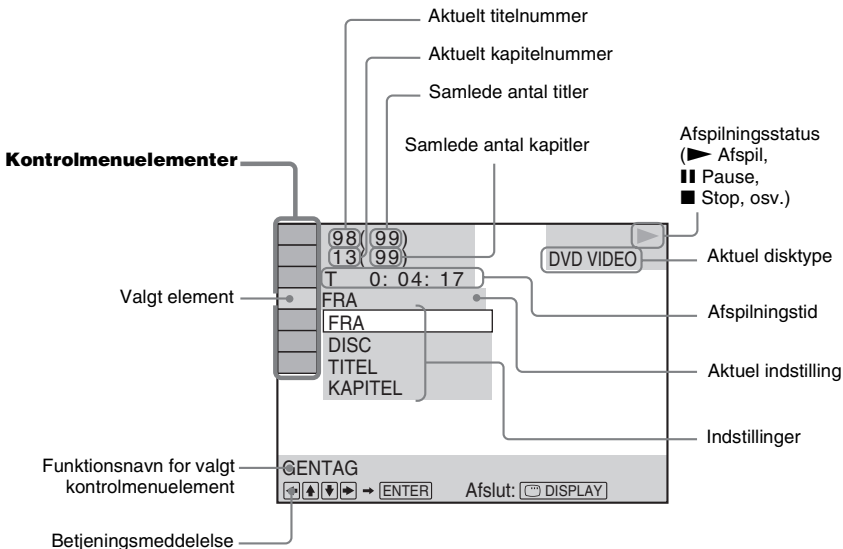 Aktuelt titelnummer
Aktuelt kapitelnummer
Samlede antal titler
Samlede antal kapitler
Afspilningsstatus
(► Afspil,
▮▮ Pause,
■ Stop, osv.)
Kontrolmenuelementer
98(99)
13(99)
DVD VIDEO
Aktuel disktype
T 0: 04: 17
Valgt element
FRA
Afspilningstid
FRA
DISC
TITEL
Aktuel indstilling
KAPITEL
Indstillinger
Funktionsnavn for valgt
kontrolmenuelement
GENTAG
← ↑ ↓ → → ENTER Afslut: DISPLAY
Betjeningsmeddelelse